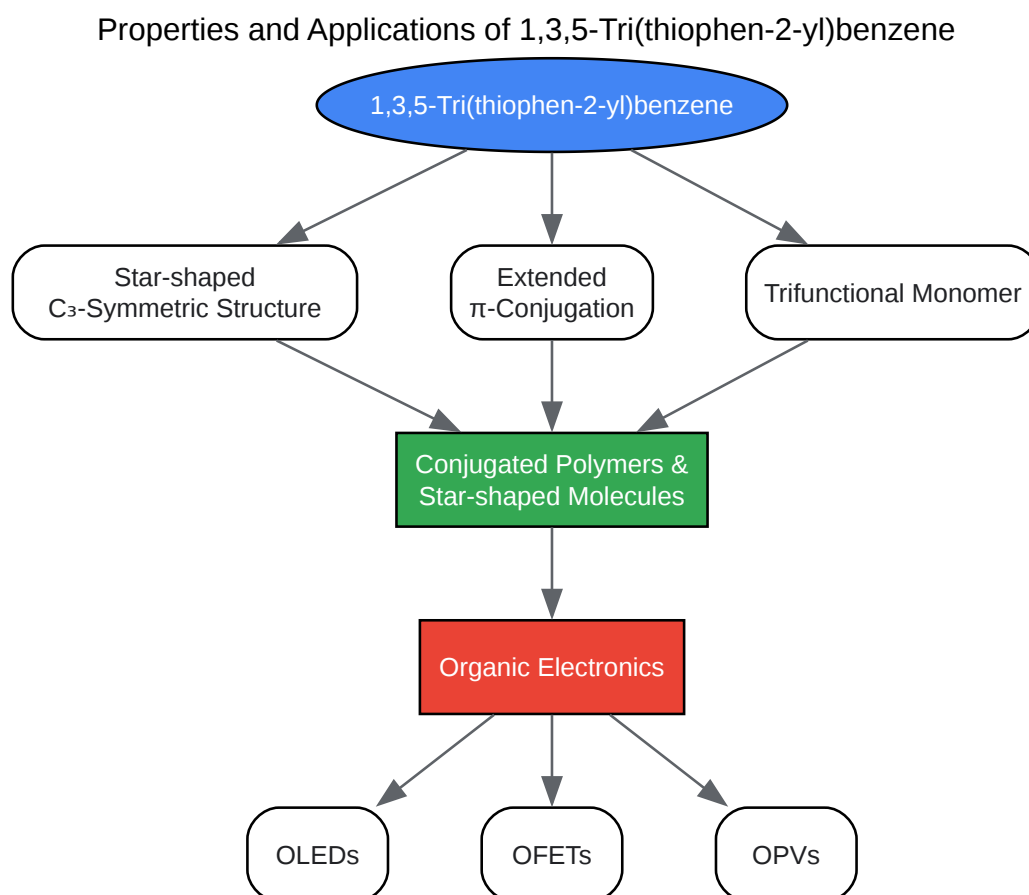 Properties and Applications of 1,3,5-Tri(thiophen-2-yl)benzene
1,3,5-Tri(thiophen-2-yl)benzene
Star-shaped
C₃-Symmetric Structure
Extended
π-Conjugation
Trifunctional Monomer
Conjugated Polymers &
Star-shaped Molecules
Organic Electronics
OLEDs
OFETs
OPVs